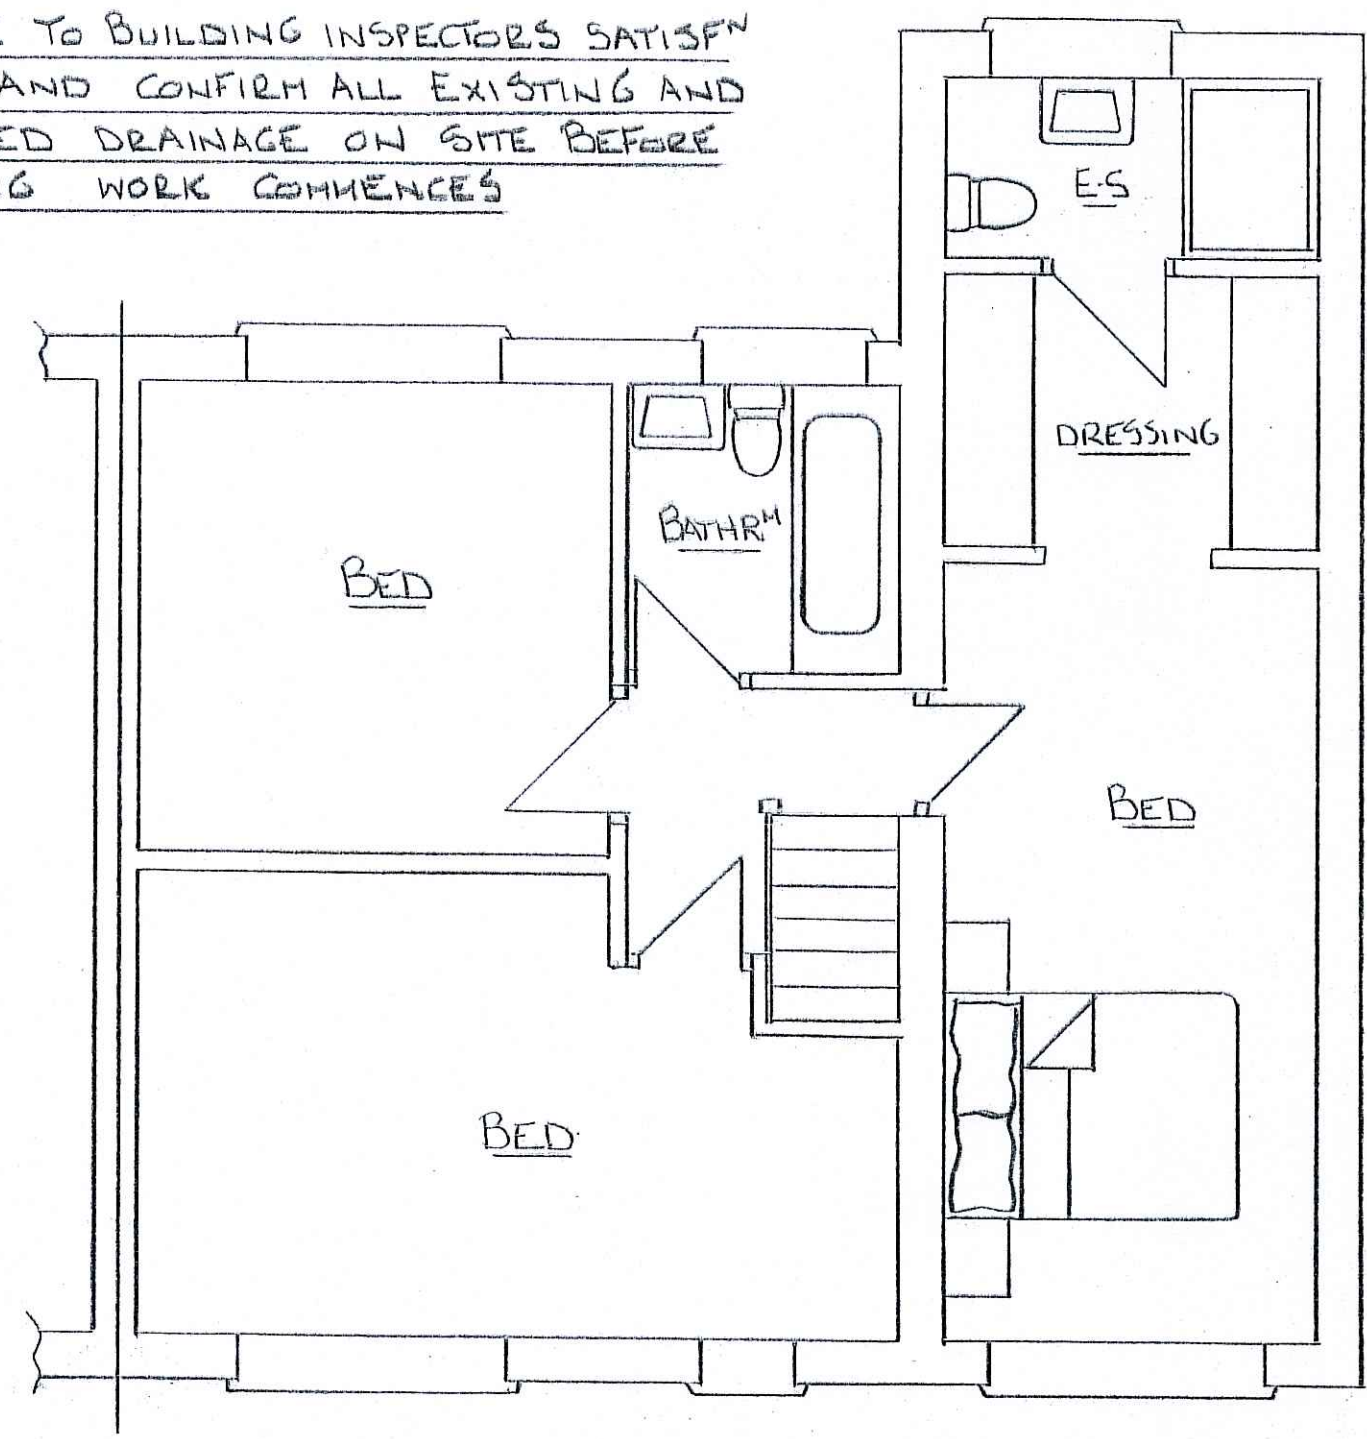 TO BUILDING INSPECTORS SATISFN
AND CONFIRM ALL EXISTING AND
ED DRAINAGE ON SITE BEFORE
G WORK COMMENCES
E-S
DRESSING
BATHRM
BED
BED
BED